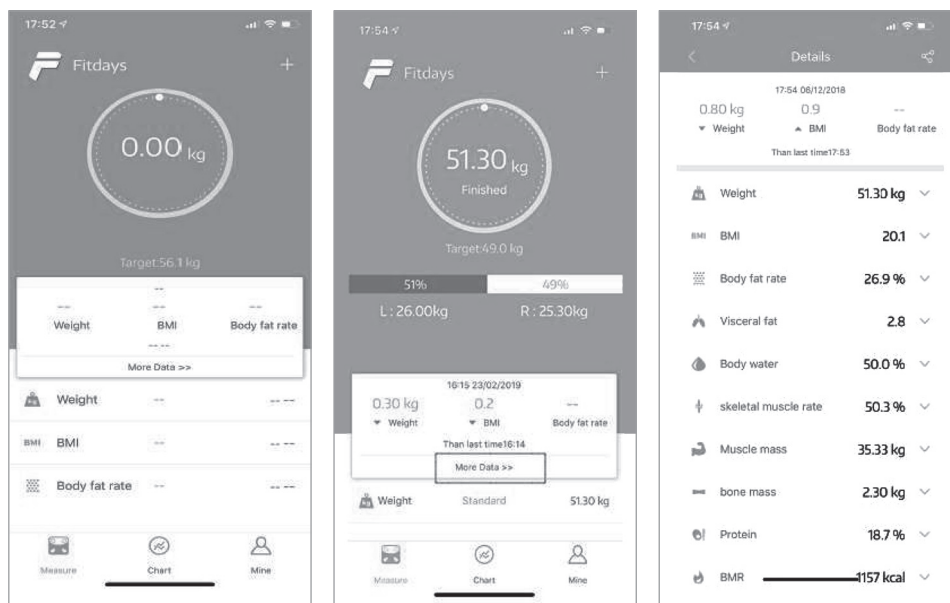 17:52
Fitdays
+
0.00 kg
Target:56.1 kg
--
-- -- --
Weight BMI Body fat rate
-- --
More Data >>
Weight -- -- --
BMI BMI -- -- --
Body fat rate -- -- --
Measure Chart Mine
17:54
Fitdays
+
51.30 kg
Finished
Target:49.0 kg
51% 49%
L : 26.00kg R : 25.30kg
16:15 23/02/2019
0.30 kg 0.2 --
Weight BMI Body fat rate
Than last time16:14
More Data >>
Weight Standard 51.30 kg
Measure Chart Mine
17:54
Details
17:54 06/12/2018
0.80 kg 0.9 --
Weight BMI Body fat rate
Than last time17:53
Weight 51.30 kg
BMI BMI 20.1
Body fat rate 26.9 %
Visceral fat 2.8
Body water 50.0 %
skeletal muscle rate 50.3 %
Muscle mass 35.33 kg
bone mass 2.30 kg
Protein 18.7 %
BMR 1157 kcal